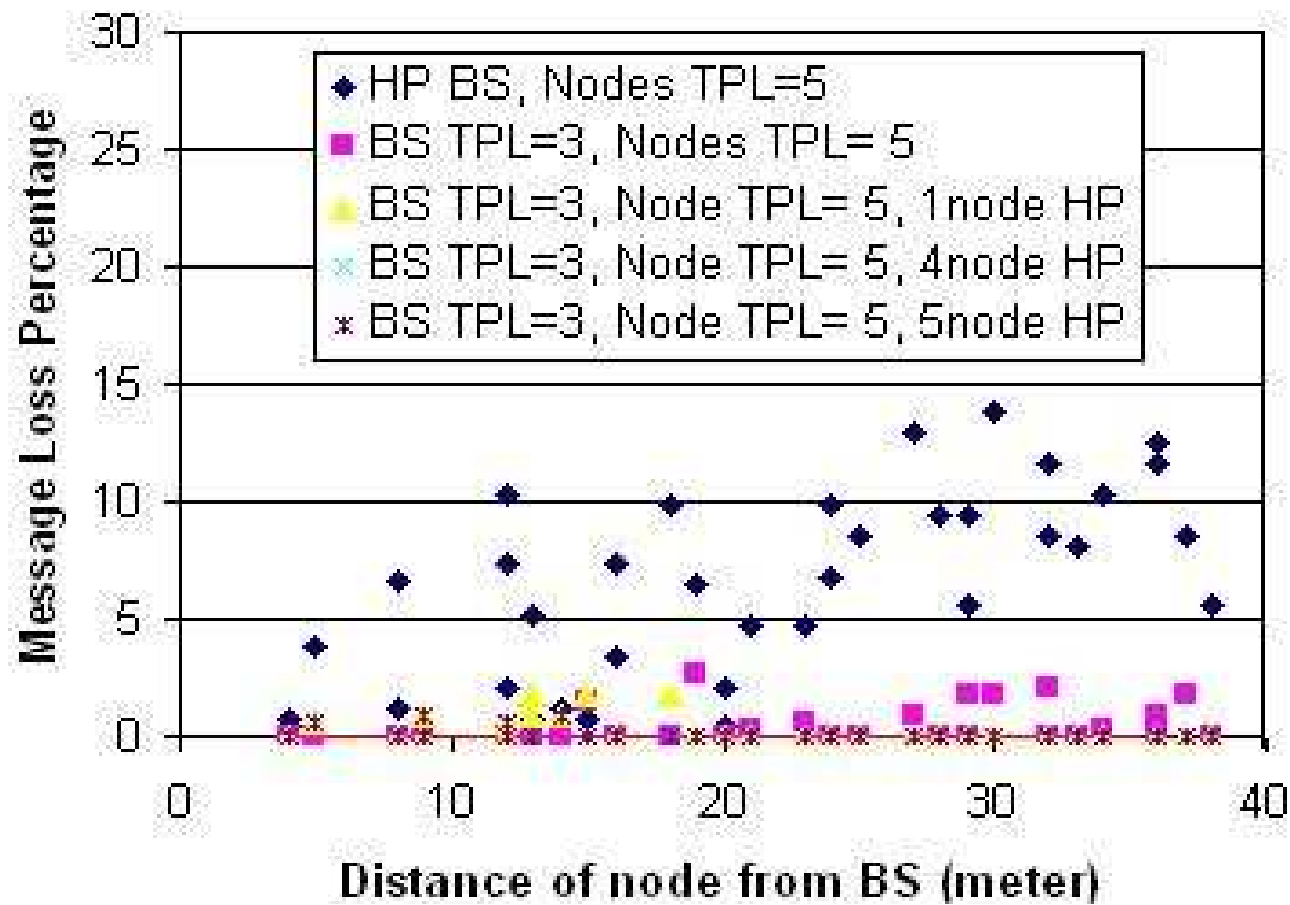 30
25
20
15
10
5
0
Message Loss Percentage
HP BS, Nodes TPL=5
BS TPL=3, Nodes TPL= 5
BS TPL=3, Node TPL= 5, 1node HP
BS TPL=3, Node TPL= 5, 4node HP
BS TPL=3, Node TPL= 5, 5node HP
0 10 20 30 40
Distance of node from BS (meter)